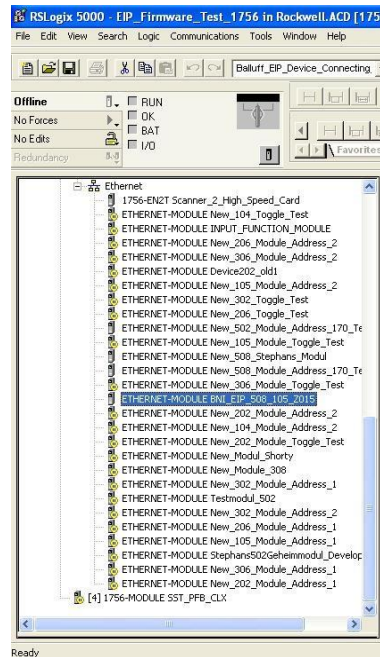 RSLogix 5000 - EIP_Firmware_Test_1756 in Rockwell.ACD [175
File Edit View Search Logic Communications Tools Window Help
Balluff_EIP_Device_Connecting
Offline
RUN
No Forces
OK
BAT
No Edits
I/O
Redundancy
Favorites
Ethernet
1756-EN2T Scanner_2_High_Speed_Card
ETHERNET-MODULE New_104_Toggle_Test
ETHERNET-MODULE INPUT_FUNCTION_MODULE
ETHERNET-MODULE New_206_Module_Address_2
ETHERNET-MODULE New_306_Module_Address_2
ETHERNET-MODULE Device202_old1
ETHERNET-MODULE New_105_Module_Address_2
ETHERNET-MODULE New_302_Toggle_Test
ETHERNET-MODULE New_206_Toggle_Test
ETHERNET-MODULE New_502_Module_Address_170_Te
ETHERNET-MODULE New_105_Module_Toggle_Test
ETHERNET-MODULE New_508_Stephans_Modul
ETHERNET-MODULE New_508_Module_Address_170_Te
ETHERNET-MODULE New_306_Module_Toggle_Test
ETHERNET-MODULE BNI_EIP_508_105_Z015
ETHERNET-MODULE New_202_Module_Address_2
ETHERNET-MODULE New_104_Module_Address_2
ETHERNET-MODULE New_202_Module_Toggle_Test
ETHERNET-MODULE New_Modul_Shorty
ETHERNET-MODULE New_Module_308
ETHERNET-MODULE New_302_Module_Address_1
ETHERNET-MODULE Testmodul_502
ETHERNET-MODULE New_302_Module_Address_2
ETHERNET-MODULE New_206_Module_Address_1
ETHERNET-MODULE New_105_Module_Address_1
ETHERNET-MODULE Stephans502Geheimmodul_Develop
ETHERNET-MODULE New_306_Module_Address_1
ETHERNET-MODULE New_202_Module_Address_1
[4] 1756-MODULE SST_PFB_CLX
Ready